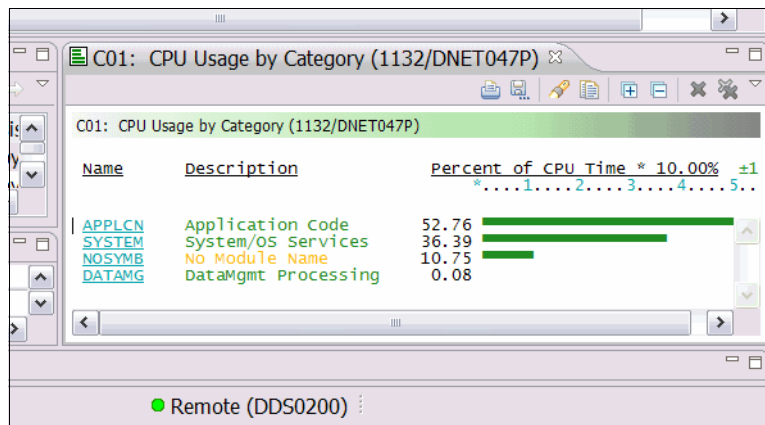 C01: CPU Usage by Category (1132/DNET047P)
C01: CPU Usage by Category (1132/DNET047P)
Name Description Percent of CPU Time * 10.00% ±1
*....1....2....3....4....5..
APPLCN Application Code 52.76
SYSTEM System/OS Services 36.39
NOSYMB No Module Name 10.75
DATAMG DataMgmt Processing 0.08
Remote (DDS0200)